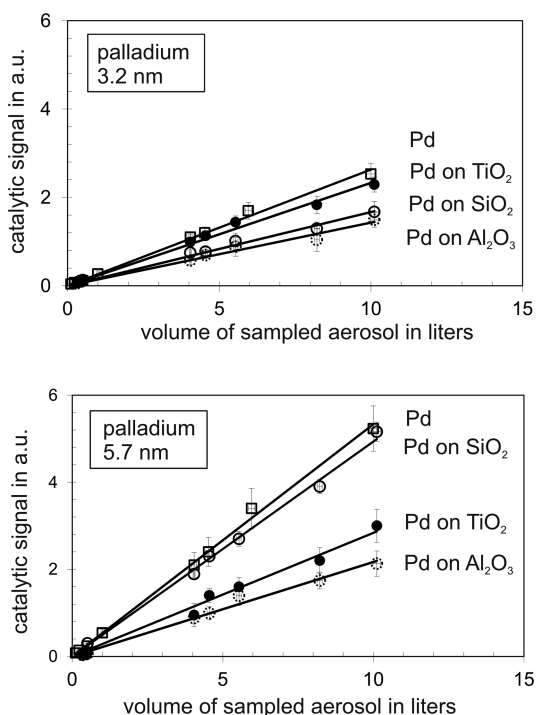 6
palladium
3.2 nm
4
Pd
Pd on TiO₂
2
Pd on SiO₂
Pd on Al₂O₃
0
0 5 10 15
catalytic signal in a.u.
volume of sampled aerosol in liters
6
palladium
5.7 nm
Pd
Pd on SiO₂
4
Pd on TiO₂
2
Pd on Al₂O₃
0
0 5 10 15
catalytic signal in a.u.
volume of sampled aerosol in liters